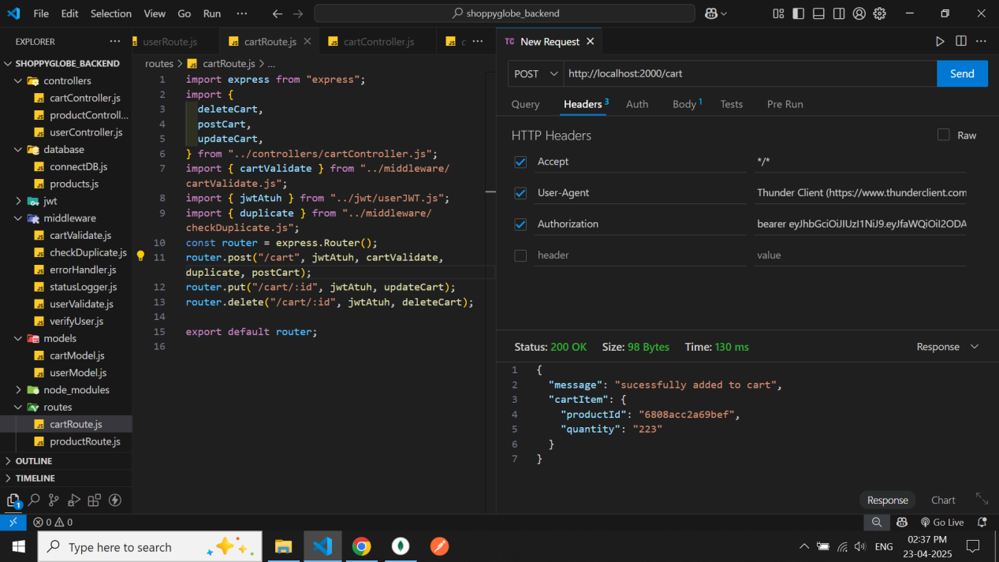 File Edit Selection View Go Run ··· shoppyglobe_backend
EXPLORER ···
SHOPPYGLOBE_BACKEND
controllers
cartController.js
productControll...
userController.js
database
connectDB.js
products.js
jwt
middleware
cartValidate.js
checkDuplicate.js
errorHandler.js
statusLogger.js
userValidate.js
verifyUser.js
models
cartModel.js
userModel.js
node_modules
routes
cartRoute.js
productRoute.js
OUTLINE
TIMELINE
1
userRoute.js cartRoute.js cartController.js c ···
routes > cartRoute.js > ...
1 import express from "express";
2 import {
3 deleteCart,
4 postCart,
5 updateCart,
6 } from "../controllers/cartController.js";
7 import { cartValidate } from "../middleware/
cartValidate.js";
8 import { jwtAtuh } from "../jwt/userJWT.js";
9 import { duplicate } from "../middleware/
checkDuplicate.js";
10 const router = express.Router();
11 router.post("/cart", jwtAtuh, cartValidate,
duplicate, postCart);
12 router.put("/cart/:id", jwtAtuh, updateCart);
13 router.delete("/cart/:id", jwtAtuh, deleteCart);
14
15 export default router;
16
TC New Request ···
POST http://localhost:2000/cart Send
Query Headers 3 Auth Body 1 Tests Pre Run
HTTP Headers Raw
Accept */*
User-Agent Thunder Client (https://www.thunderclient.com
Authorization bearer eyJhbGciOiJIUzI1NiJ9.eyJfaWQiOiI2ODA
header value
Status: 200 OK Size: 98 Bytes Time: 130 ms Response
1 {
2 "message": "sucessfully added to cart",
3 "cartItem": {
4 "productId": "6808acc2a69bef",
5 "quantity": "223"
6 }
7 }
Response Chart
0 0 Go Live
Type here to search
ENG 02:37 PM
23-04-2025